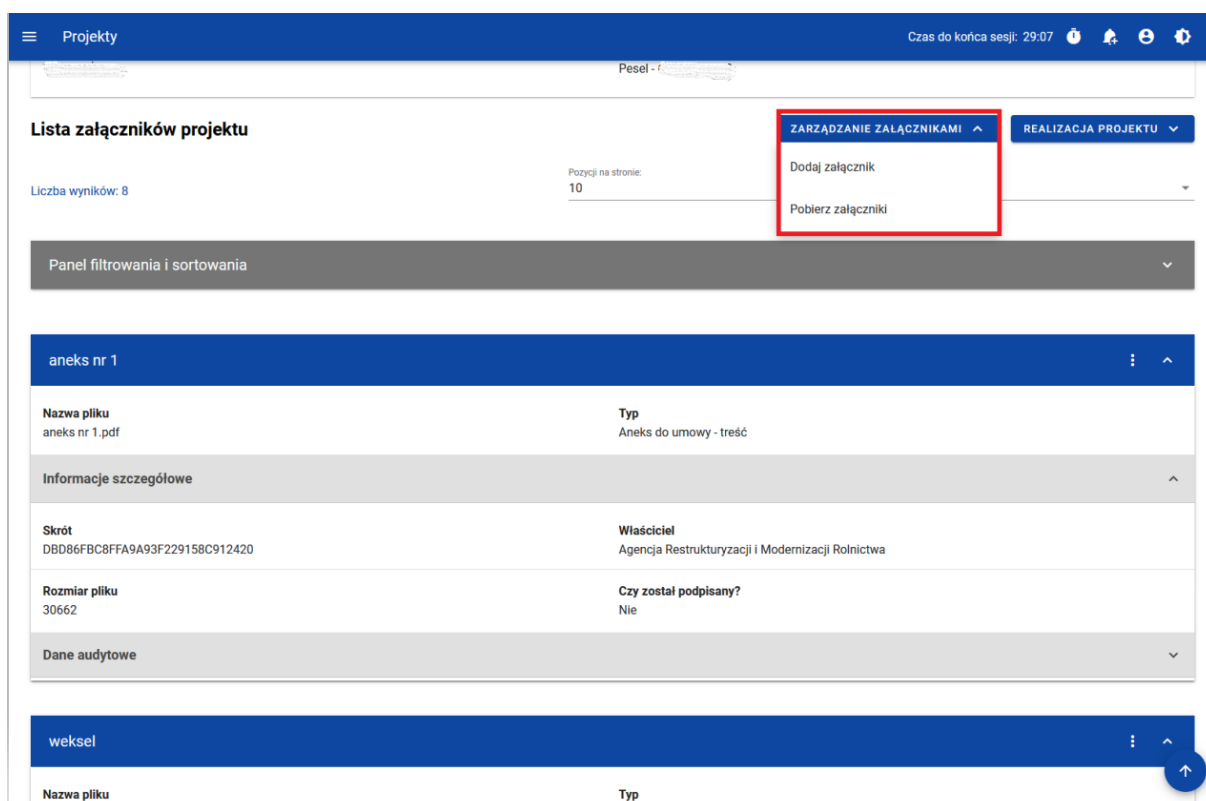 Projekty Czas do końca sesji: 29:07
Pesel -
Lista załączników projektu ZARZĄDZANIE ZAŁĄCZNIKAMI REALIZACJA PROJEKTU
Dodaj załącznik
Pozycji na stronie:
Liczba wyników: 8 10
Pobierz załączniki
Panel filtrowania i sortowania
aneks nr 1
Nazwa pliku Typ
aneks nr 1.pdf Aneks do umowy - treść
Informacje szczegółowe
Skrót Właściciel
DBD86FBC8FFA9A93F229158C912420 Agencja Restrukturyzacji i Modernizacji Rolnictwa
Rozmiar pliku Czy został podpisany?
30662 Nie
Dane audytowe
weksel
Nazwa pliku Typ